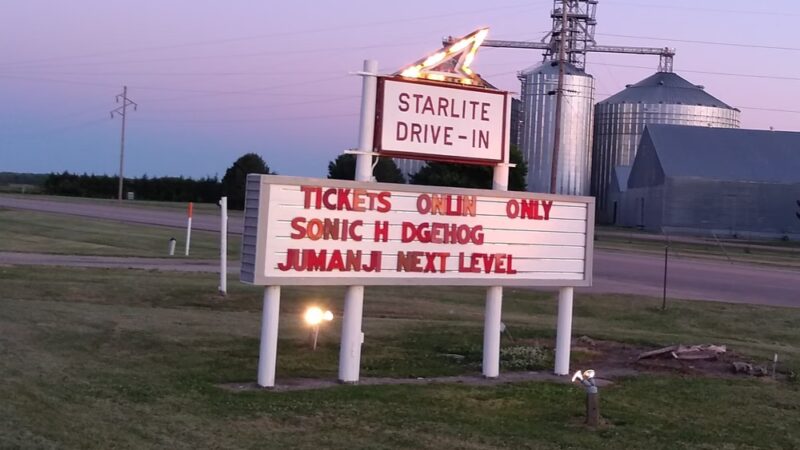 STARLITE
DRIVE-IN
TICKETS ONLIN ONLY
SONIC H DGEHOG
JUMANJI NEXT LEVEL